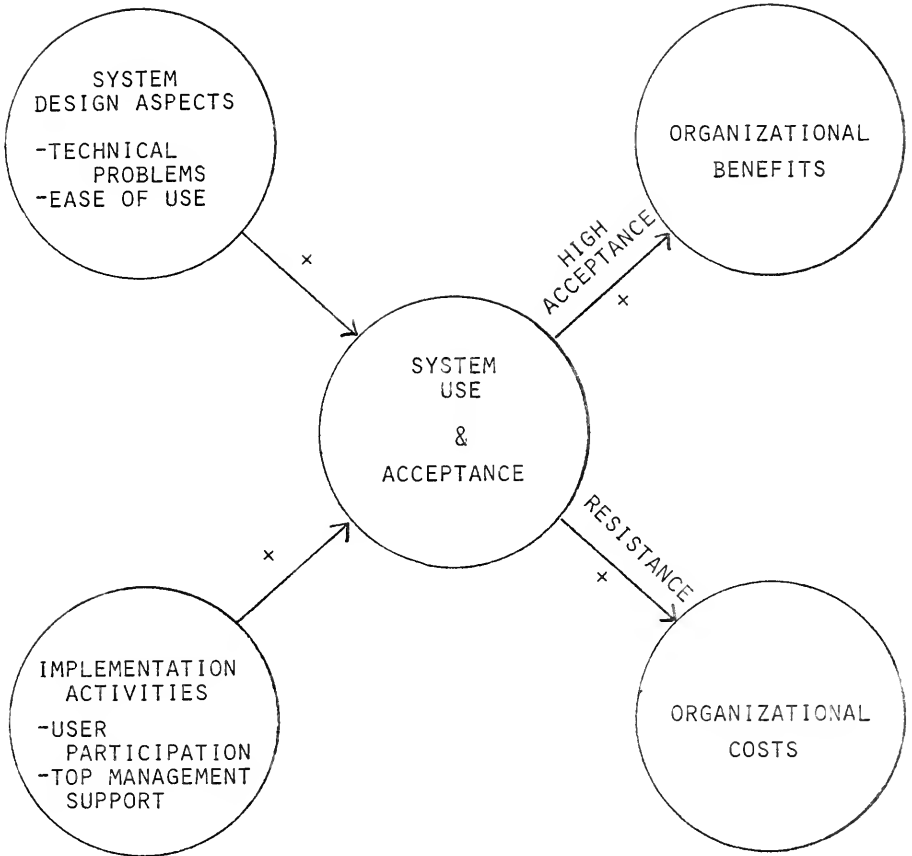 SYSTEM
DESIGN ASPECTS
-TECHNICAL
PROBLEMS
-EASE OF USE
+
ORGANIZATIONAL
BENEFITS
HIGH
ACCEPTANCE
+
SYSTEM
USE
&
ACCEPTANCE
+
RESISTANCE
+
IMPLEMENTATION
ACTIVITIES
-USER
PARTICIPATION
-TOP MANAGEMENT
SUPPORT
ORGANIZATIONAL
COSTS